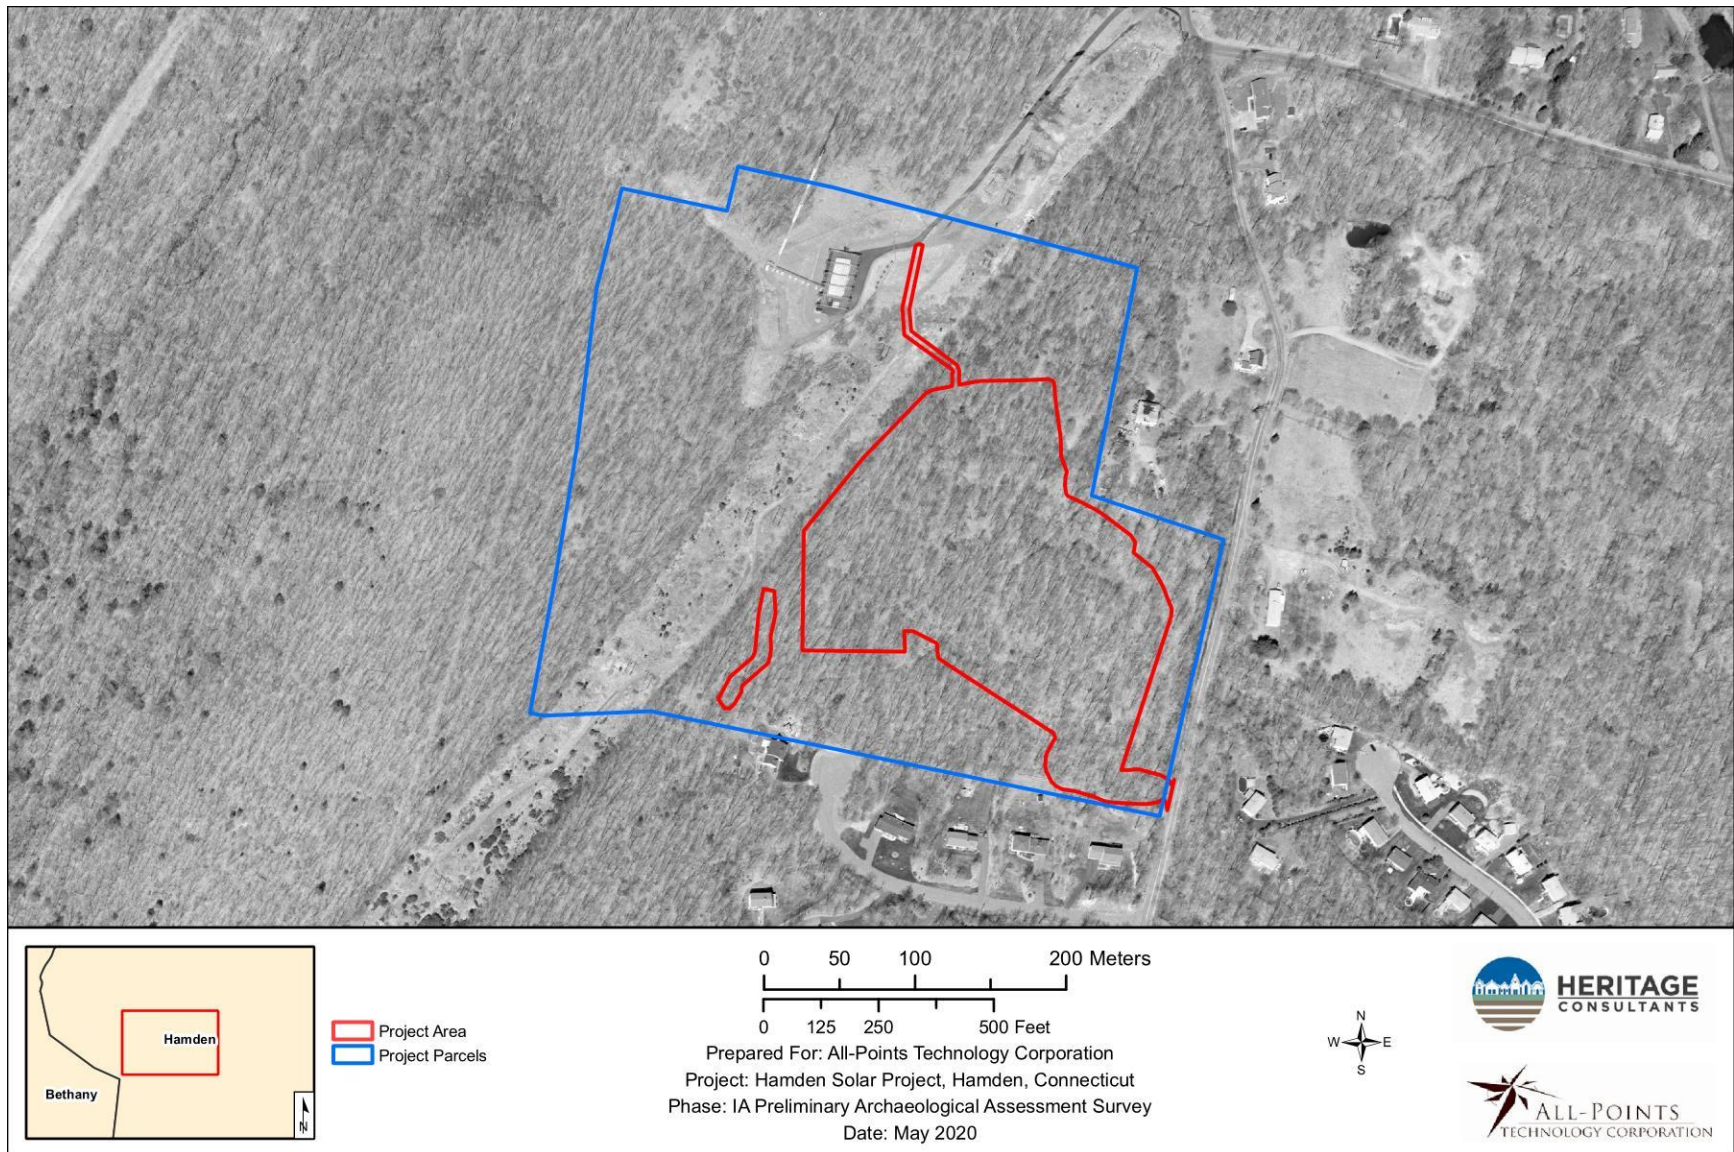 Hamden
Bethany
N
Project Area
Project Parcels
0 50 100 200 Meters
0 125 250 500 Feet
Prepared For: All-Points Technology Corporation
Project: Hamden Solar Project, Hamden, Connecticut
Phase: IA Preliminary Archaeological Assessment Survey
Date: May 2020
N
W E
S
HERITAGE
CONSULTANTS
ALL-POINTS
TECHNOLOGY CORPORATION